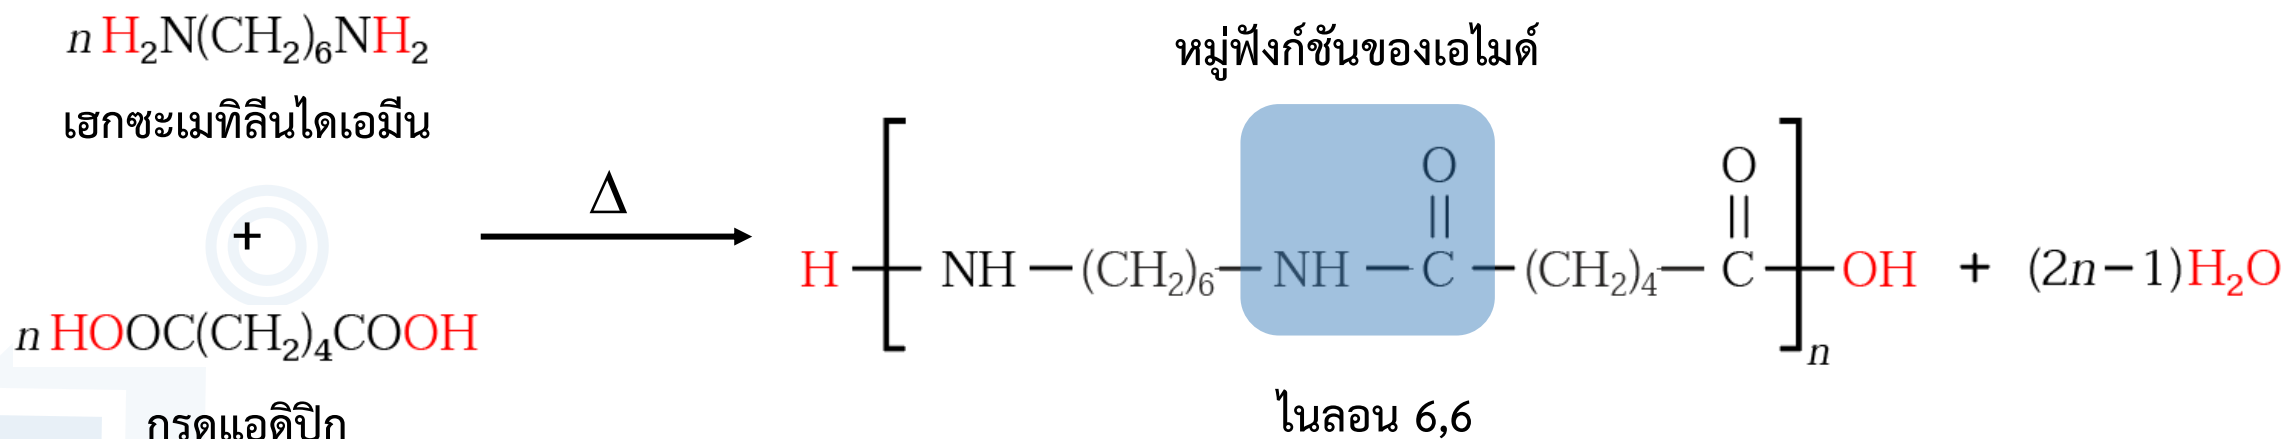 n H₂N(CH₂)₆NH₂
เฮกซะเมทิลีนไดเอมีน
+
n HOOC(CH₂)₄COOH
กรดแอดิปิก
Δ
หมู่ฟังก์ชันของเอไมด์
O O
H — NH — (CH₂)₆ — NH — C — (CH₂)₄ — C — OH + (2n−1)H₂O
n
ไนลอน 6,6